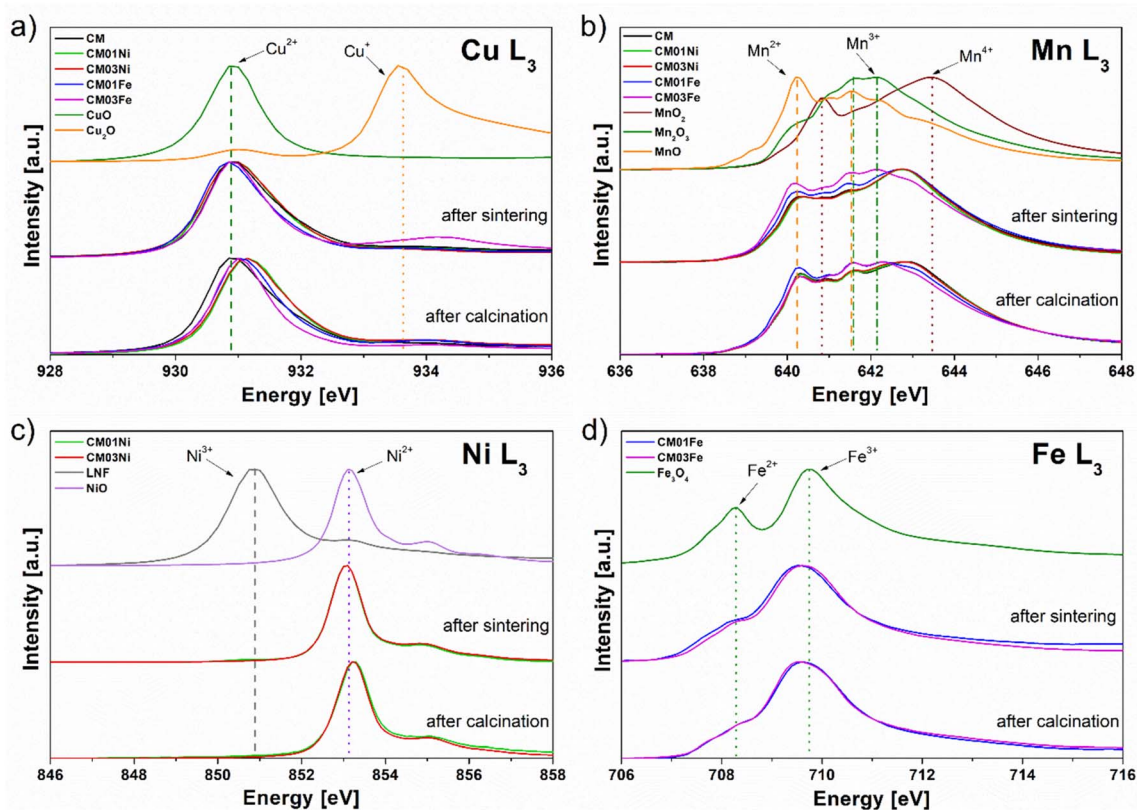 a)
Cu L₃
CM
CM01Ni
CM03Ni
CM01Fe
CM03Fe
CuO
Cu₂O
Cu²⁺
Cu⁺
after sintering
after calcination
Intensity [a.u.]
928 930 932 934 936
Energy [eV]
b)
Mn L₃
CM
CM01Ni
CM03Ni
CM01Fe
CM03Fe
MnO₂
Mn₂O₃
MnO
Mn²⁺
Mn³⁺
Mn⁴⁺
after sintering
after calcination
Intensity [a.u.]
636 638 640 642 644 646 648
Energy [eV]
c)
Ni L₃
CM01Ni
CM03Ni
LNF
NiO
Ni³⁺
Ni²⁺
after sintering
after calcination
Intensity [a.u.]
846 848 850 852 854 856 858
Energy [eV]
d)
Fe L₃
CM01Fe
CM03Fe
Fe₃O₄
Fe²⁺
Fe³⁺
after sintering
after calcination
Intensity [a.u.]
706 708 710 712 714 716
Energy [eV]